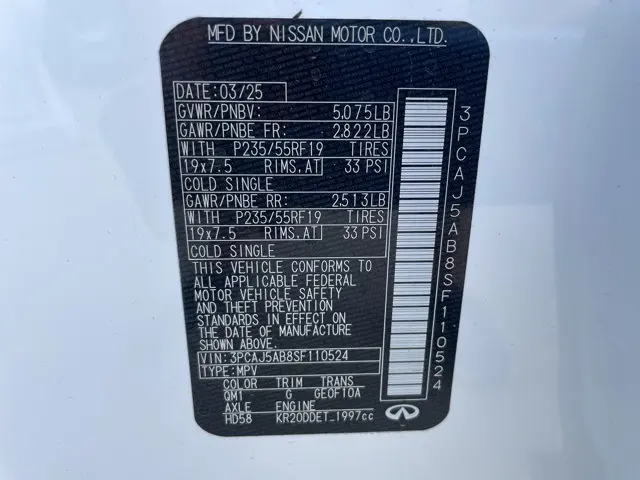 MFD BY NISSAN MOTOR CO.,LTD.
DATE: 03/25
GVWR/PNBV: 5,075LB
GAWR/PNBE FR: 2,822LB
WITH P235/55RF19 TIRES
19x7.5 RIMS,AT 33 PSI
COLD SINGLE
GAWR/PNBE RR: 2,513LB
WITH P235/55RF19 TIRES
19x7.5 RIMS,AT 33 PSI
COLD SINGLE
THIS VEHICLE CONFORMS TO
ALL APPLICABLE FEDERAL
MOTOR VEHICLE SAFETY
AND THEFT PREVENTION
STANDARDS IN EFFECT ON
THE DATE OF MANUFACTURE
SHOWN ABOVE.
VIN: 3PCAJ5AB8SF110524
TYPE: MPV
COLOR TRIM TRANS
QM1 G GE0F10A
AXLE ENGINE
HD58 KR20DDET 1997cc
3PCAJ5AB8SF110524